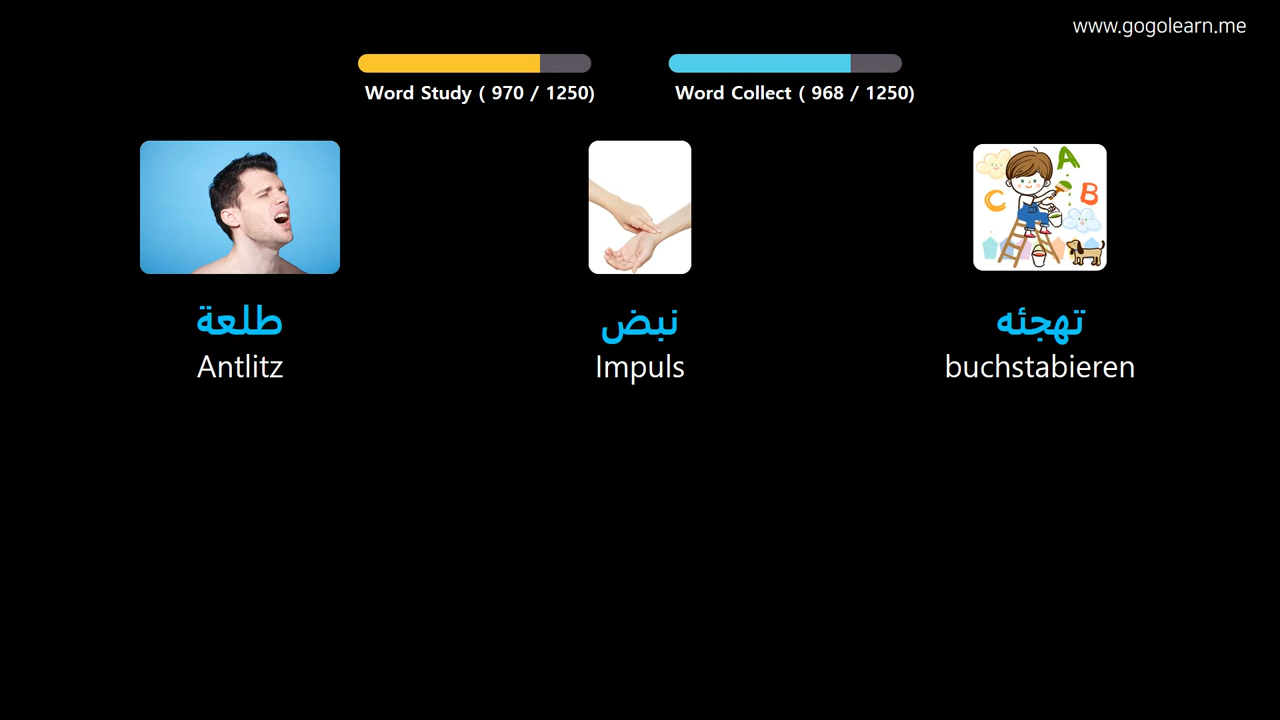 www.gogolearn.me
Word Study ( 970 / 1250)
Word Collect ( 968 / 1250)
طلعة
Antlitz
نبض
Impuls
A
B
C
تهجئه
buchstabieren